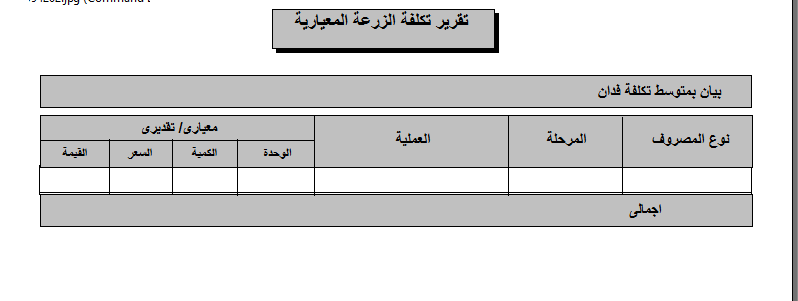 تقرير تكلفة الزرعة المعيارية
بيان بمتوسط تكلفة فدان
نوع المصروف المرحلة العملية معيارى/ تقديرى
الوحدة الكمية السعر القيمة
اجمالى